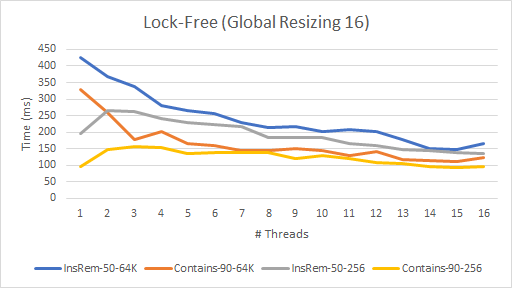 Lock-Free (Global Resizing 16)
450
400
350
300
250
200
150
100
50
0
Time (ms)
1 2 3 4 5 6 7 8 9 10 11 12 13 14 15 16
# Threads
InsRem-50-64K Contains-90-64K InsRem-50-256 Contains-90-256